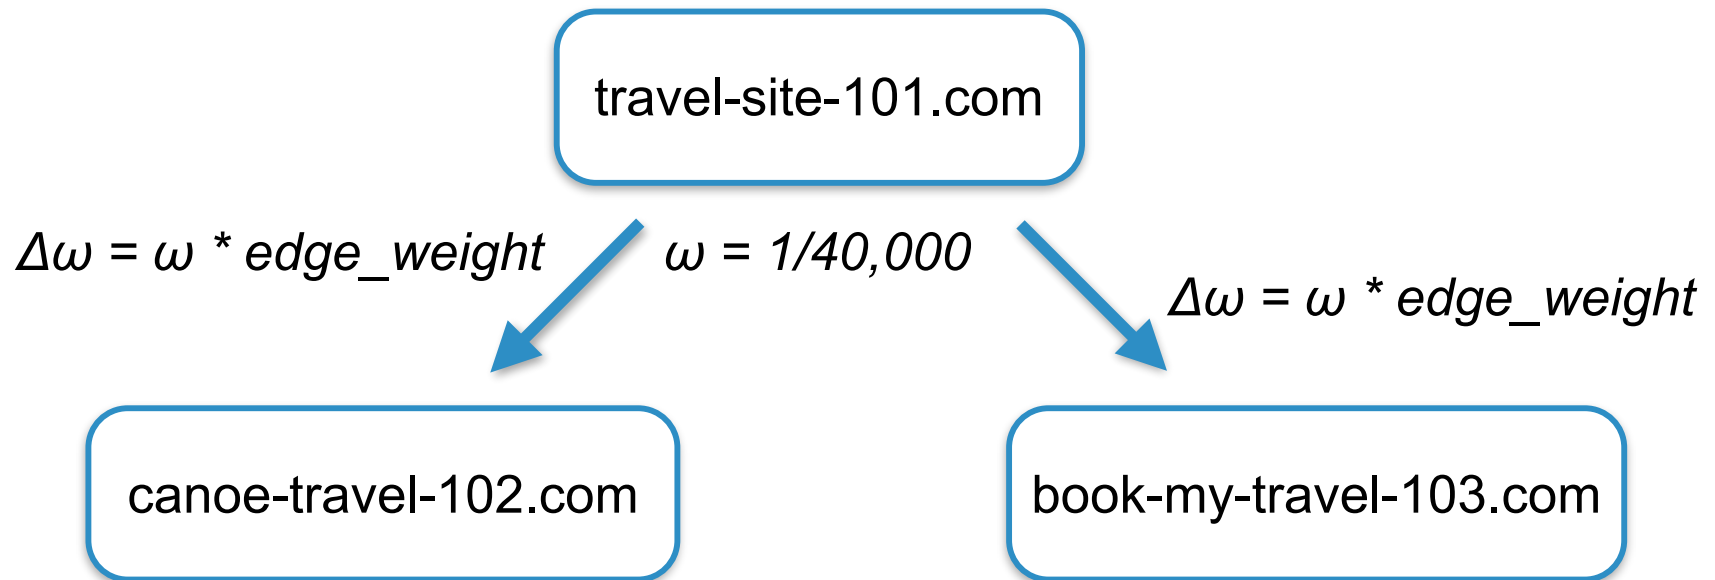 travel-site-101.com
Δω = ω * edge_weight
ω = 1/40,000
Δω = ω * edge_weight
canoe-travel-102.com
book-my-travel-103.com